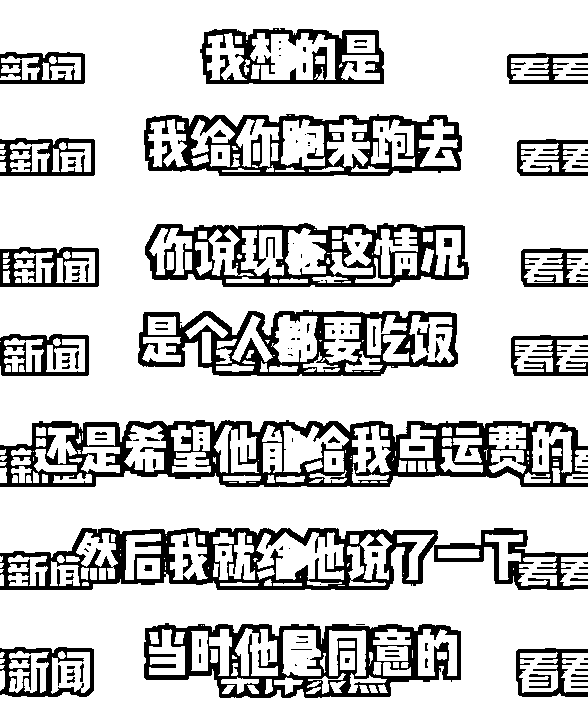 我想的是
新闻 看看
我给你跑来跑去
新闻 看看
你说现在这情况
新闻 看看
是个人都要吃饭
新闻 看看
还是希望他能给我点运费的
然后我就给他说了一下
新闻 看看
当时他是同意的
新闻 看看